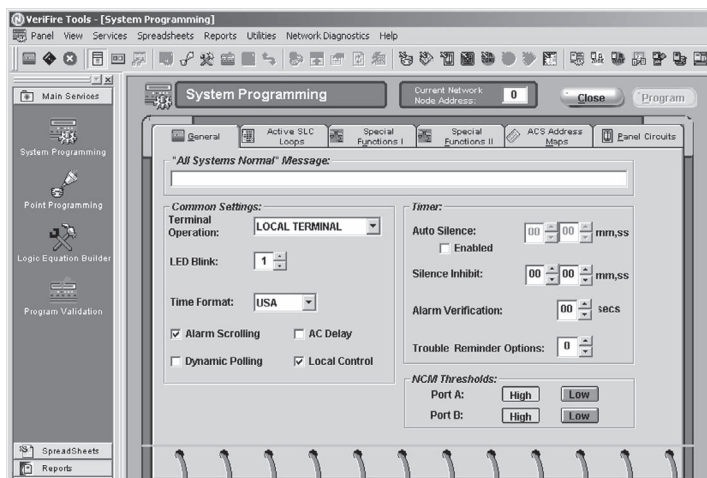 VeriFire Tools - [System Programming]
Panel View Services Spreadsheets Reports Utilities Network Diagnostics Help
Main Services
System Programming
Point Programming
Logic Equation Builder
Program Validation
SpreadSheets
Reports
System Programming
Current Network
Node Address:
0
Close
Program
General
Active SLC
Loops
Special
Functions I
Special
Functions II
ACS Address
Maps
Panel Circuits
"All Systems Normal" Message:
Common Settings:
Terminal
Operation:
LOCAL TERMINAL
LED Blink:
1
Time Format:
USA
Alarm Scrolling
AC Delay
Dynamic Polling
Local Control
Timer:
Auto Silence:
00 00 mm,ss
Enabled
Silence Inhibit:
00 00 mm,ss
Alarm Verification:
00 secs
Trouble Reminder Options:
0
NCM Thresholds:
Port A: High Low
Port B: High Low